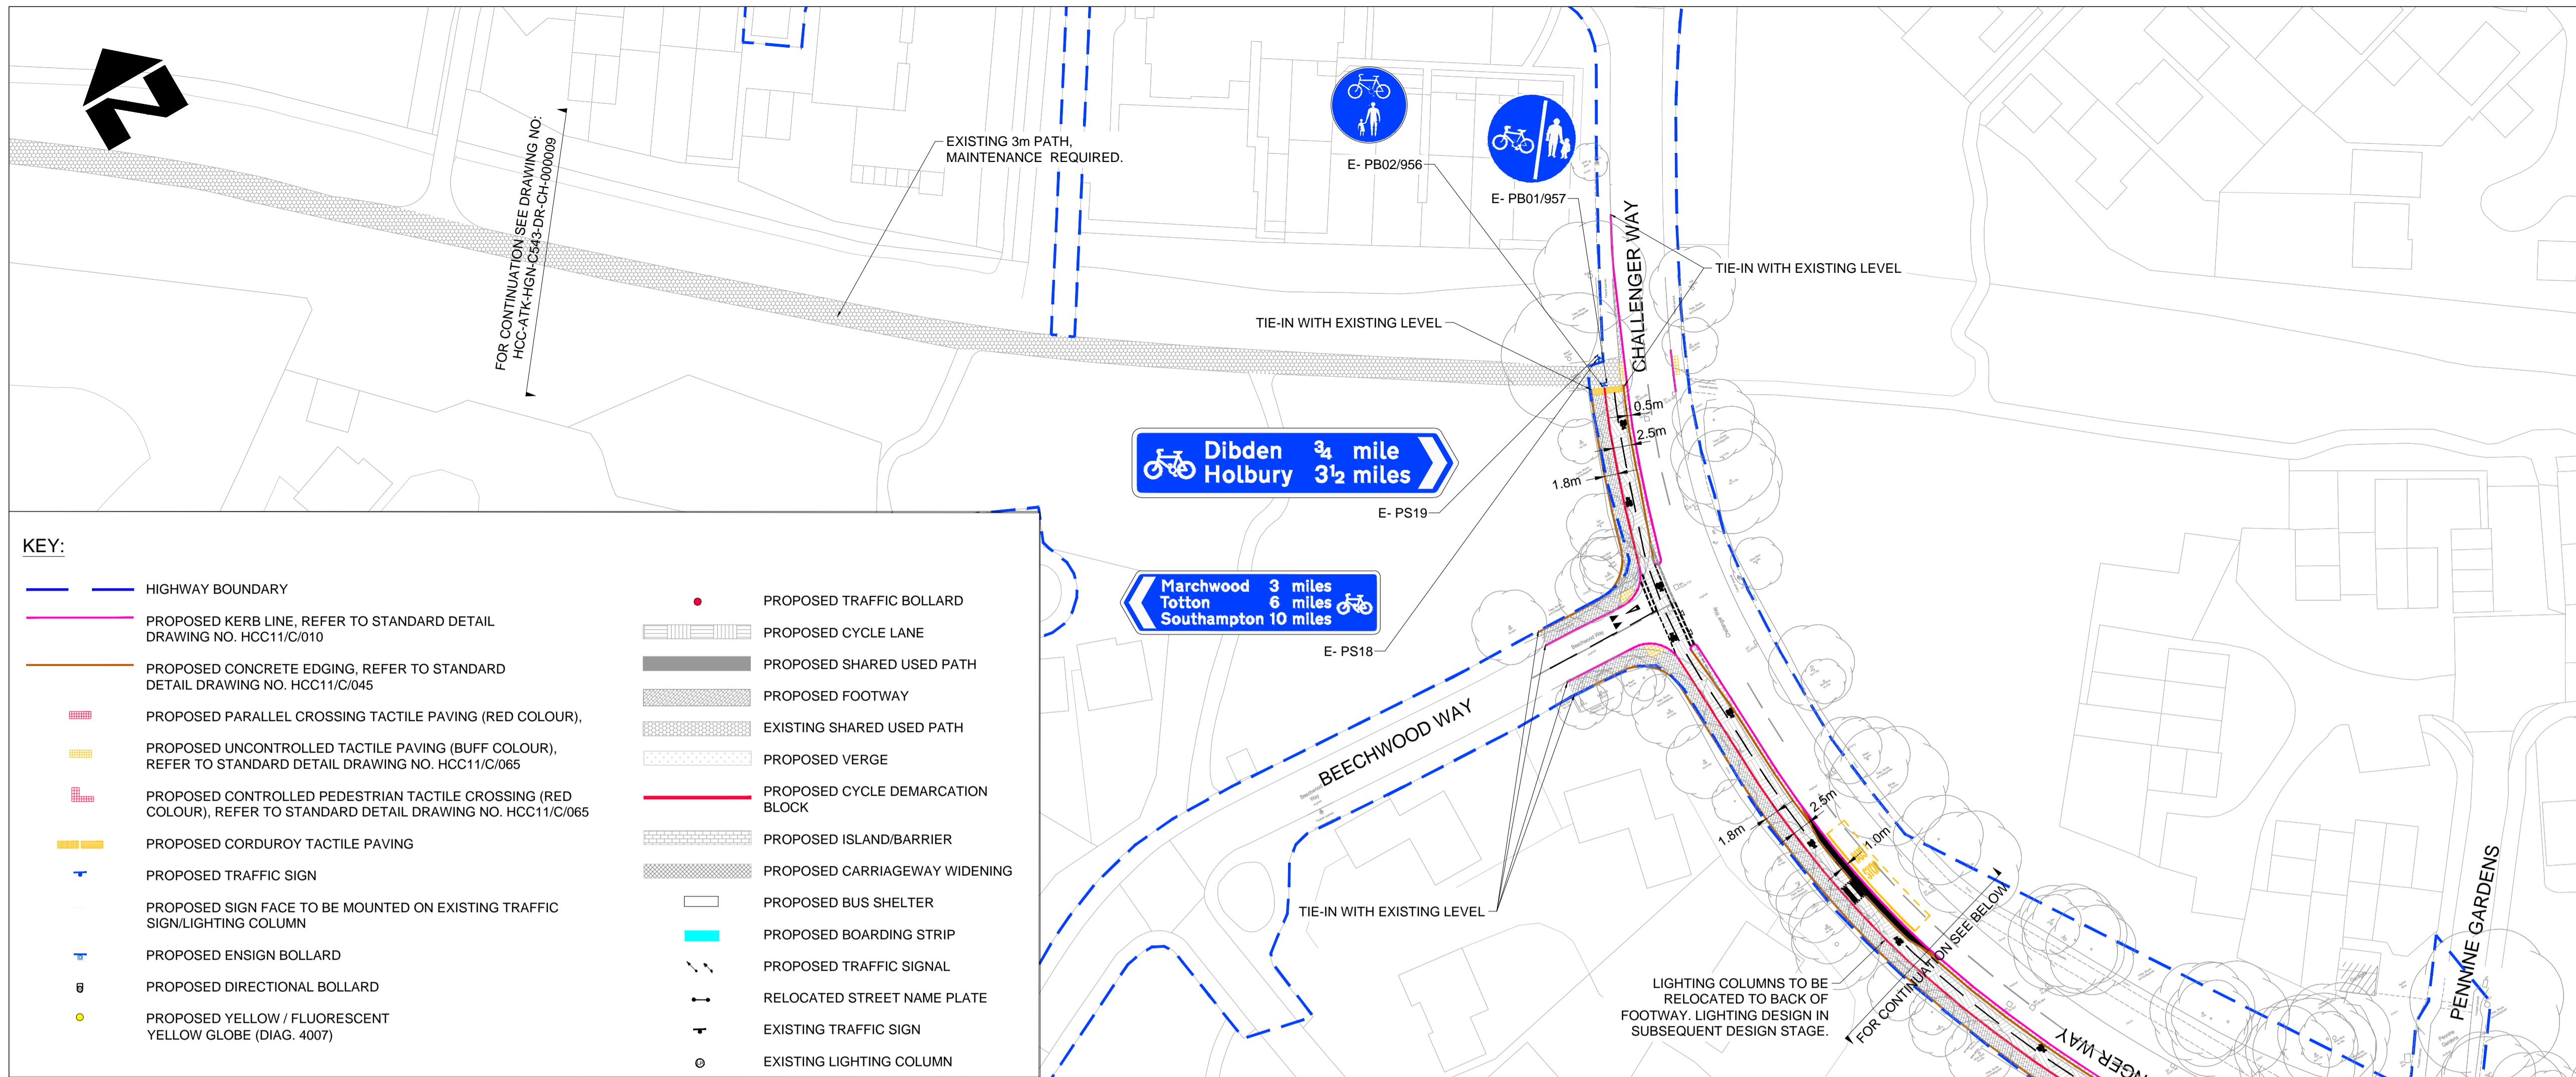 FOR CONTINUATION SEE DRAWING NO:
HCC-ATK-HGN-C543-DR-CH-000009
EXISTING 3m PATH,
MAINTENANCE  REQUIRED.
E- PB02/956
E- PB01/957
CHALLENGER WAY
TIE-IN WITH EXISTING LEVEL
TIE-IN WITH EXISTING LEVEL
0.5m
2.5m
1.8m
Dibden ¾ mile
Holbury 3½ miles
E- PS19
Marchwood 3 miles
Totton 6 miles
Southampton 10 miles
E- PS18
Beechwood Way
BEECHWOOD WAY
Beechwood
Way
TIE-IN WITH EXISTING LEVEL
2.5m
1.8m
1.0m
BUS
STOP
LIGHTING COLUMNS TO BE
RELOCATED TO BACK OF
FOOTWAY. LIGHTING DESIGN IN
SUBSEQUENT DESIGN STAGE.
FOR CONTINUATION SEE BELOW
PENNINE GARDENS
Pennine
Gardens
NGER WAY
KEY:
HIGHWAY BOUNDARY
PROPOSED KERB LINE, REFER TO STANDARD DETAIL
DRAWING NO. HCC11/C/010
PROPOSED CONCRETE EDGING, REFER TO STANDARD
DETAIL DRAWING NO. HCC11/C/045
PROPOSED PARALLEL CROSSING TACTILE PAVING (RED COLOUR),
PROPOSED UNCONTROLLED TACTILE PAVING (BUFF COLOUR),
REFER TO STANDARD DETAIL DRAWING NO. HCC11/C/065
PROPOSED CONTROLLED PEDESTRIAN TACTILE CROSSING (RED
COLOUR), REFER TO STANDARD DETAIL DRAWING NO. HCC11/C/065
PROPOSED CORDUROY TACTILE PAVING
PROPOSED TRAFFIC SIGN
PROPOSED SIGN FACE TO BE MOUNTED ON EXISTING TRAFFIC
SIGN/LIGHTING COLUMN
PROPOSED ENSIGN BOLLARD
PROPOSED DIRECTIONAL BOLLARD
PROPOSED YELLOW / FLUORESCENT
YELLOW GLOBE (DIAG. 4007)
PROPOSED TRAFFIC BOLLARD
PROPOSED CYCLE LANE
PROPOSED SHARED USED PATH
PROPOSED FOOTWAY
EXISTING SHARED USED PATH
PROPOSED VERGE
PROPOSED CYCLE DEMARCATION
BLOCK
PROPOSED ISLAND/BARRIER
PROPOSED CARRIAGEWAY WIDENING
PROPOSED BUS SHELTER
PROPOSED BOARDING STRIP
PROPOSED TRAFFIC SIGNAL
RELOCATED STREET NAME PLATE
EXISTING TRAFFIC SIGN
EXISTING LIGHTING COLUMN